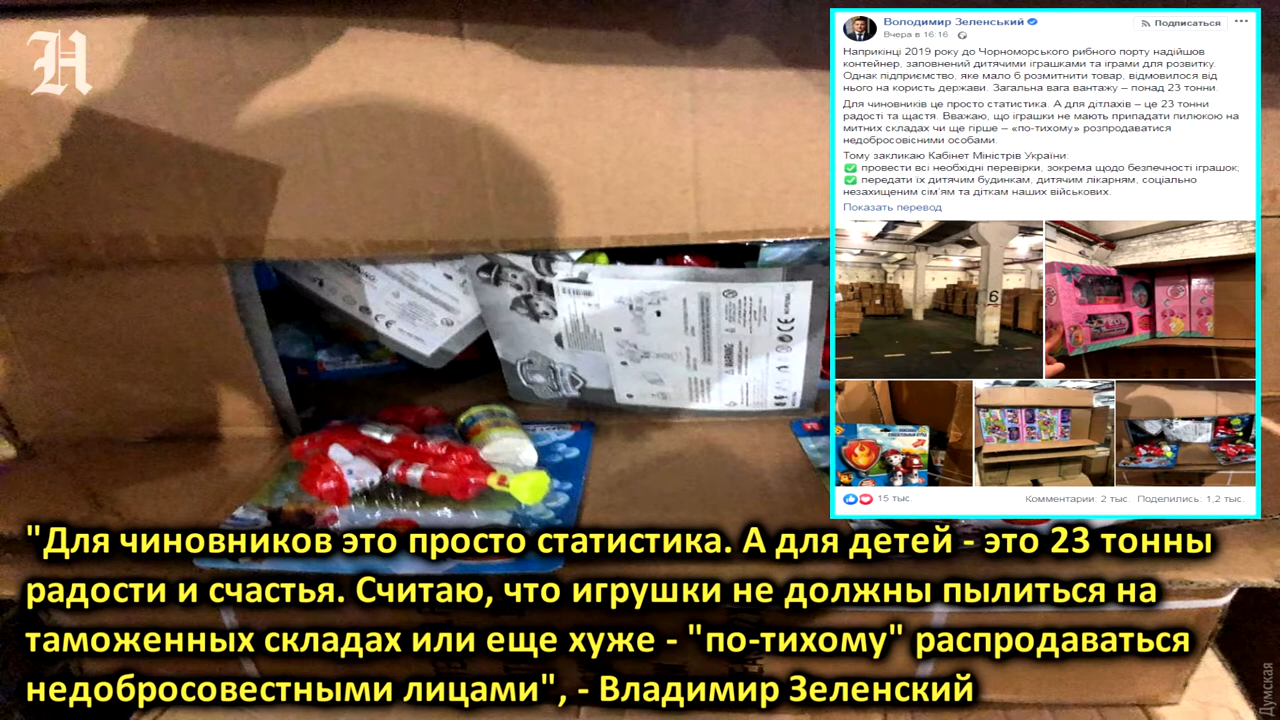 Володимир Зеленський
Подписаться
Вчера в 16:16
Наприкінці 2019 року до Чорноморського рибного порту надійшов
контейнер, заповнений дитячими іграшками та іграми для розвитку.
Однак підприємство, яке мало б розмитнити товар, відмовилося від
нього на користь держави. Загальна вага вантажу – понад 23 тонни.
Для чиновників це просто статистика. А для дітлахів – це 23 тонни
радості та щастя. Вважаю, що іграшки не мають припадати пилюкою на
митних складах чи ще гірше – «по-тихому» розпродаватися
недобросовісними особами.
Тому закликаю Кабінет Міністрів України:
✅ провести всі необхідні перевірки, зокрема щодо безпечності іграшок;
✅ передати їх дитячим будинкам, дитячим лікарням, соціально
незахищеним сім'ям та діткам наших військових.
Показать перевод
6
15 тыс.
Комментарии: 2 тыс. Поделились: 1,2 тыс.
WARNING
"Для чиновников это просто статистика. А для детей - это 23 тонны
радости и счастья. Считаю, что игрушки не должны пылиться на
таможенных складах или еще хуже - "по-тихому" распродаваться
недобросовестными лицами", - Владимир Зеленский
Думская